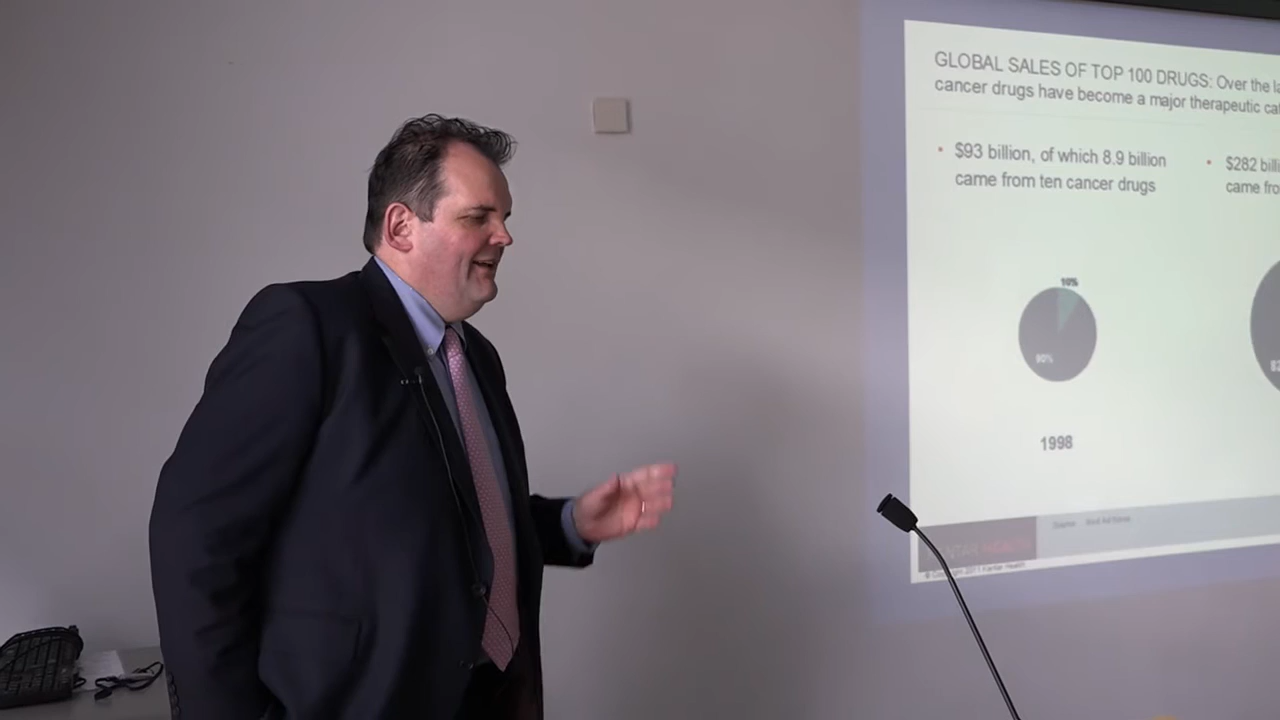 GLOBAL SALES OF TOP 100 DRUGS: Over the la
cancer drugs have become a major therapeutic ca
• $93 billion, of which 8.9 billion
came from ten cancer drugs
• $282 billi
came fro
10%
90%
1998
HEALTH